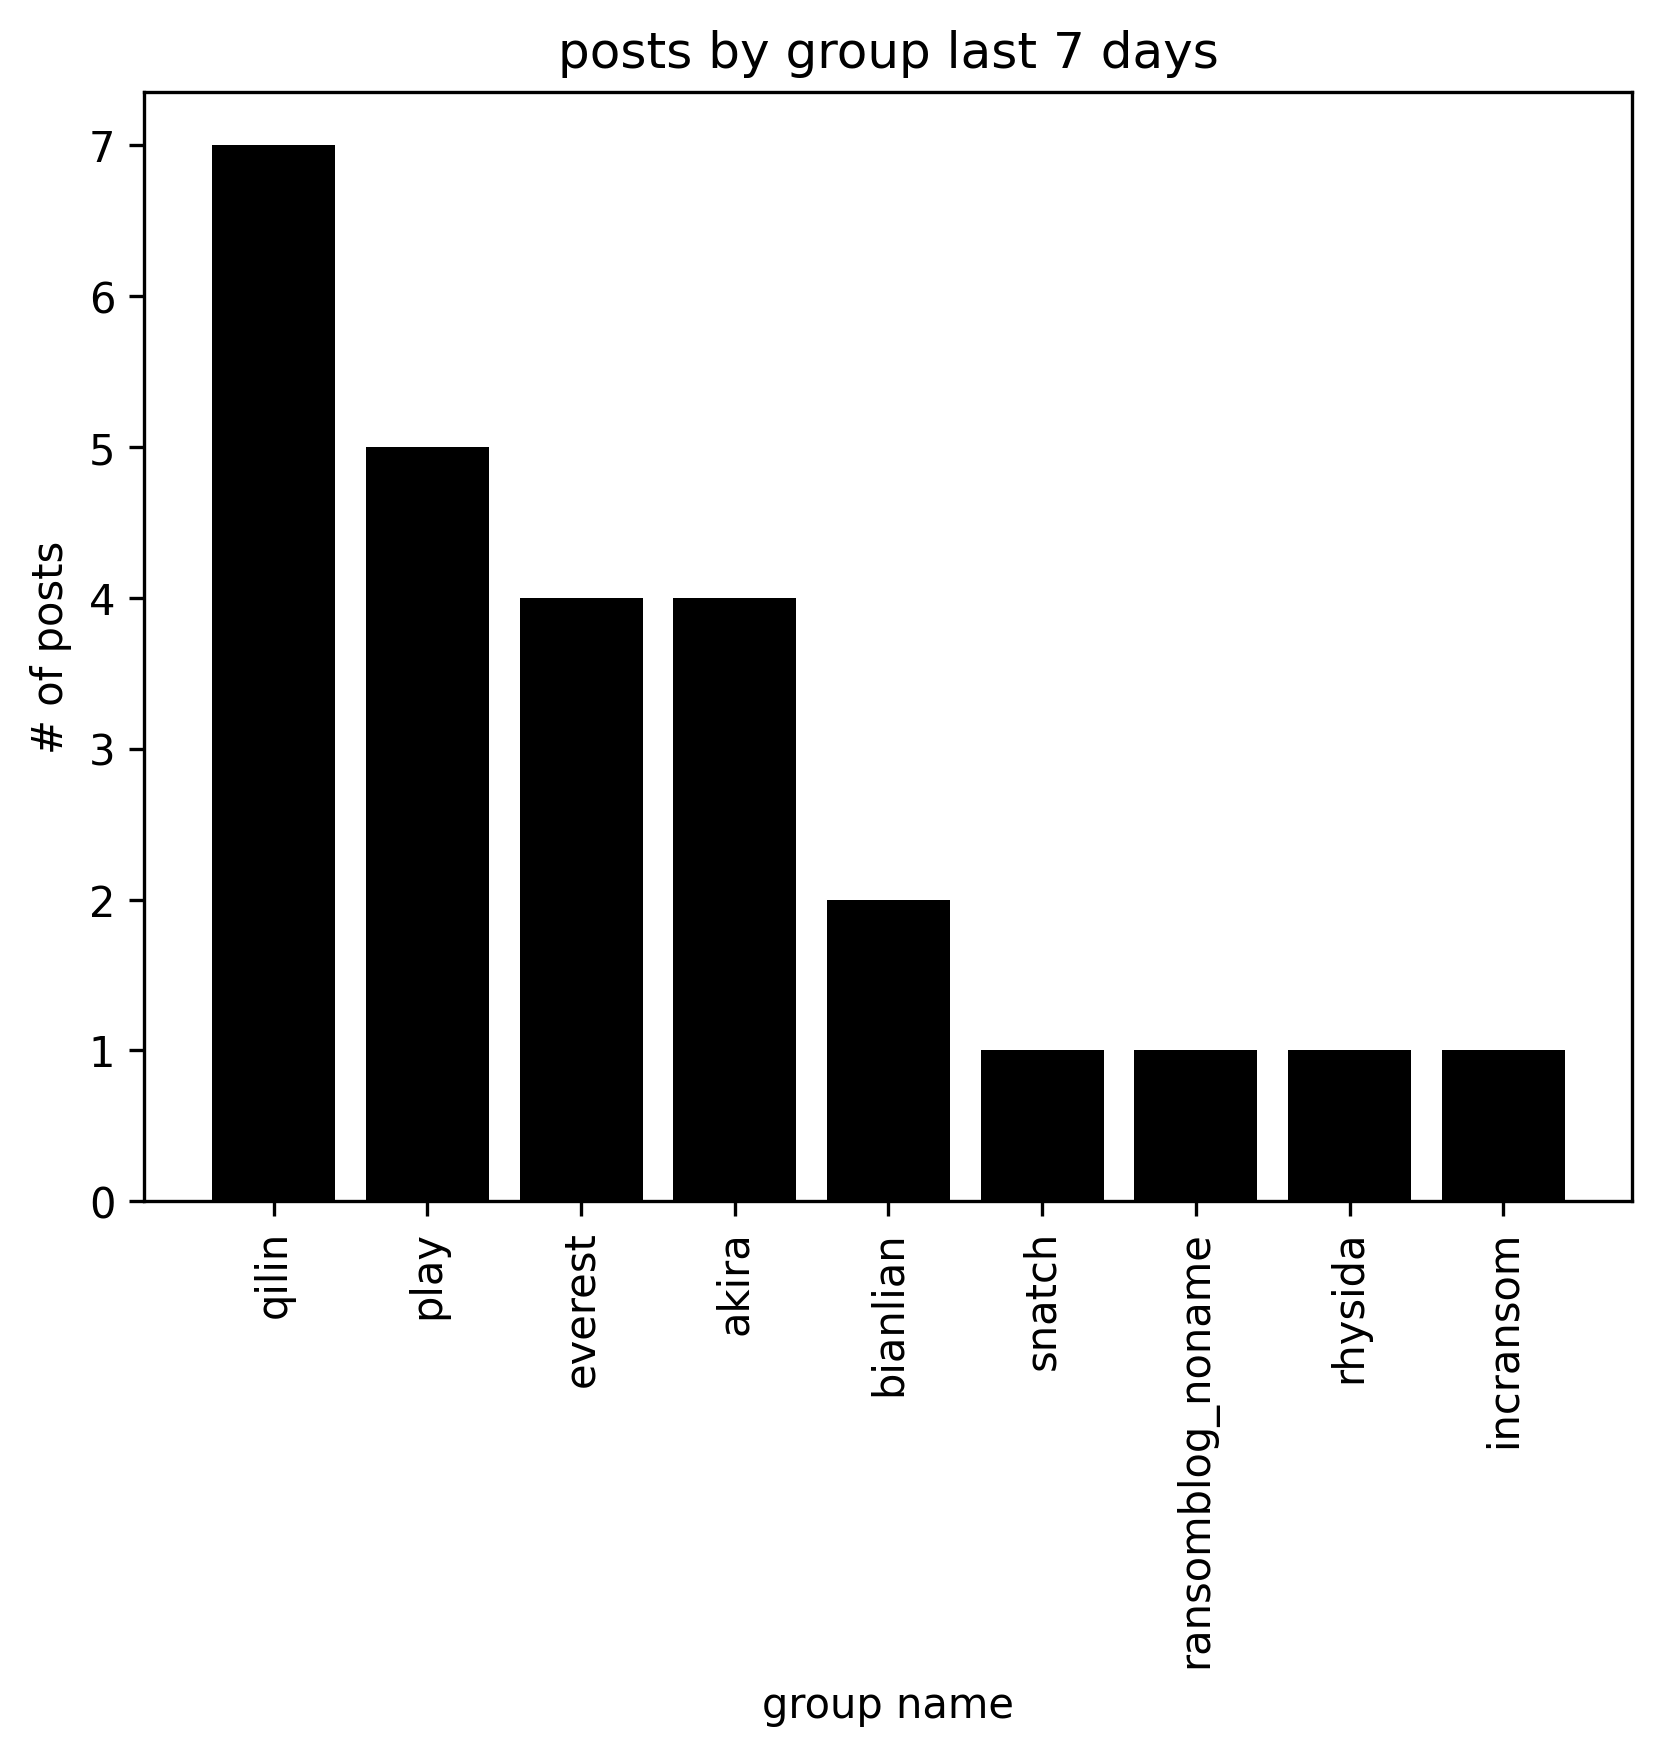 posts by group last 7 days
# of posts
7
6
5
4
3
2
1
0
qilin
play
everest
akira
bianlian
snatch
ransomblog_noname
rhysida
incransom
group name